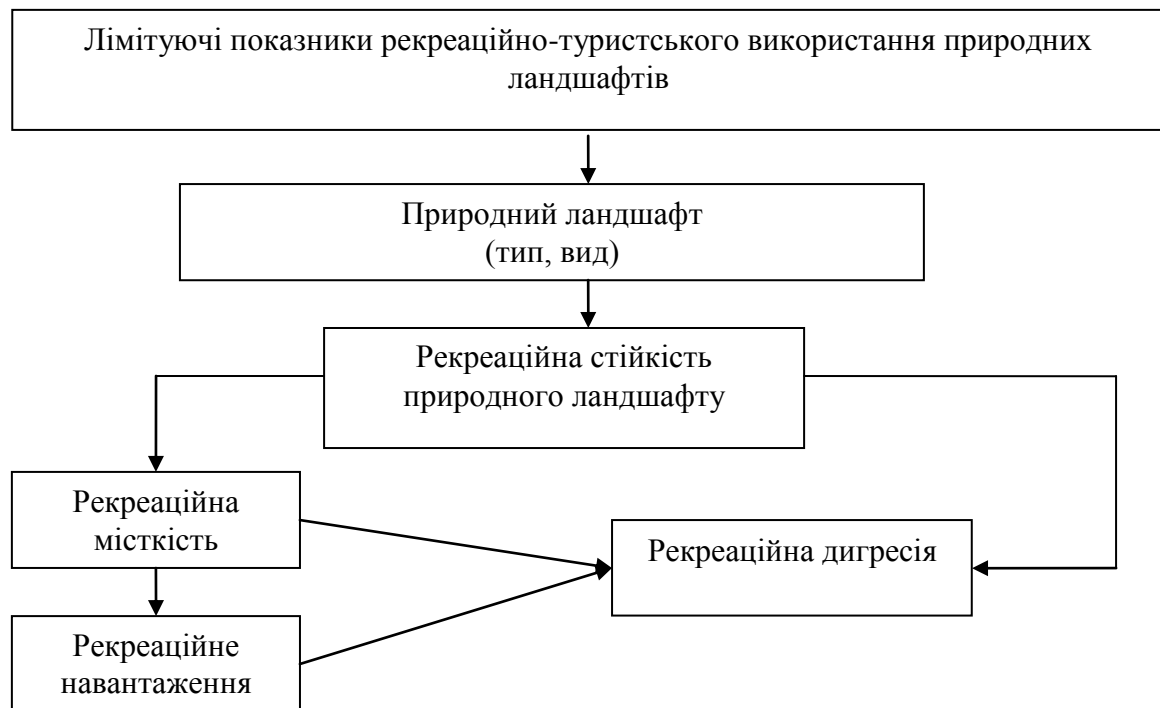 Лімітуючі показники рекреаційно-туристського використання природних
ландшафтів
Природний ландшафт
(тип, вид)
Рекреаційна стійкість
природного ландшафту
Рекреаційна
місткість
Рекреаційна дигресія
Рекреаційне
навантаження